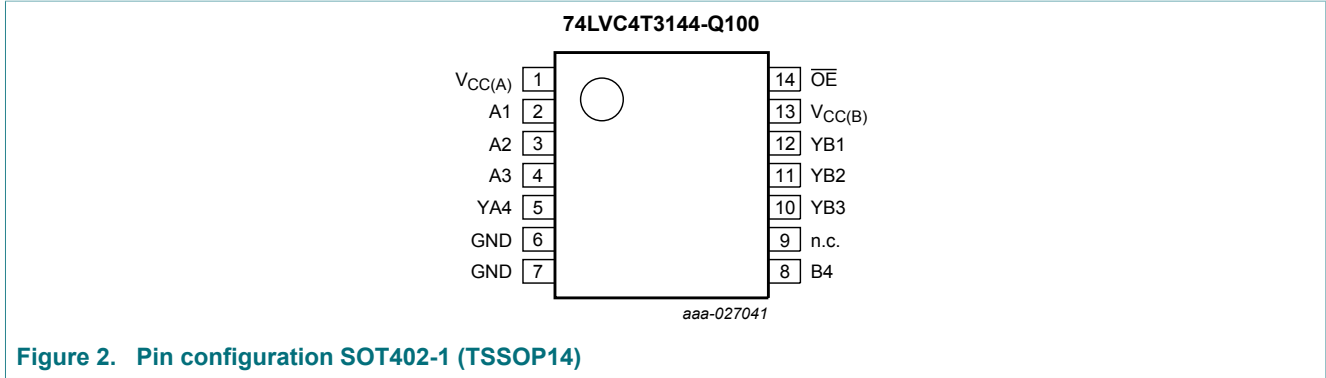 74LVC4T3144-Q100
VCC(A) 1 14 OE
A1 2 13 VCC(B)
A2 3 12 YB1
A3 4 11 YB2
YA4 5 10 YB3
GND 6 9 n.c.
GND 7 8 B4
aaa-027041
Figure 2. Pin configuration SOT402-1 (TSSOP14)